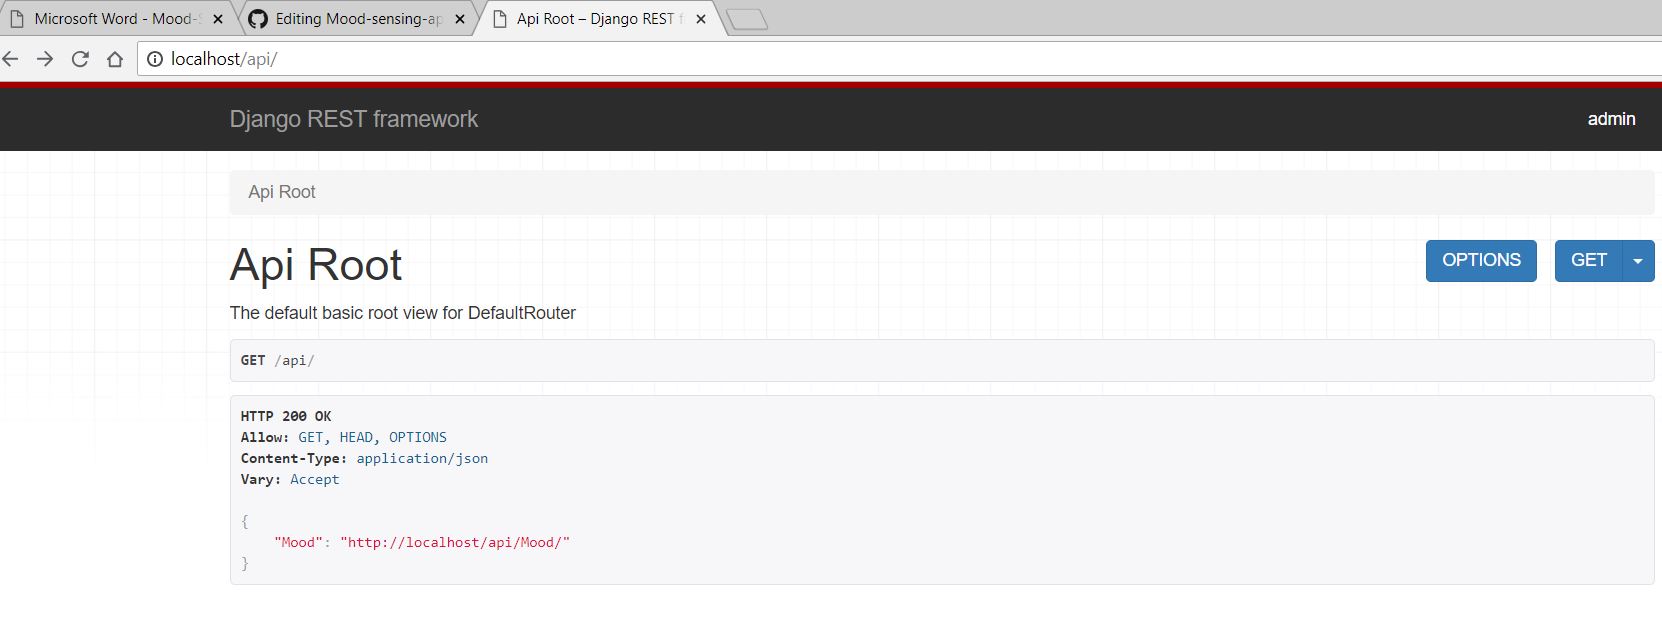 Microsoft Word - Mood-S
Editing Mood-sensing-ap
Api Root – Django REST f
localhost/api/
Django REST framework
admin
Api Root
Api Root
OPTIONS
GET
The default basic root view for DefaultRouter
GET /api/
HTTP 200 OK
Allow: GET, HEAD, OPTIONS
Content-Type: application/json
Vary: Accept
{
"Mood": "http://localhost/api/Mood/"
}